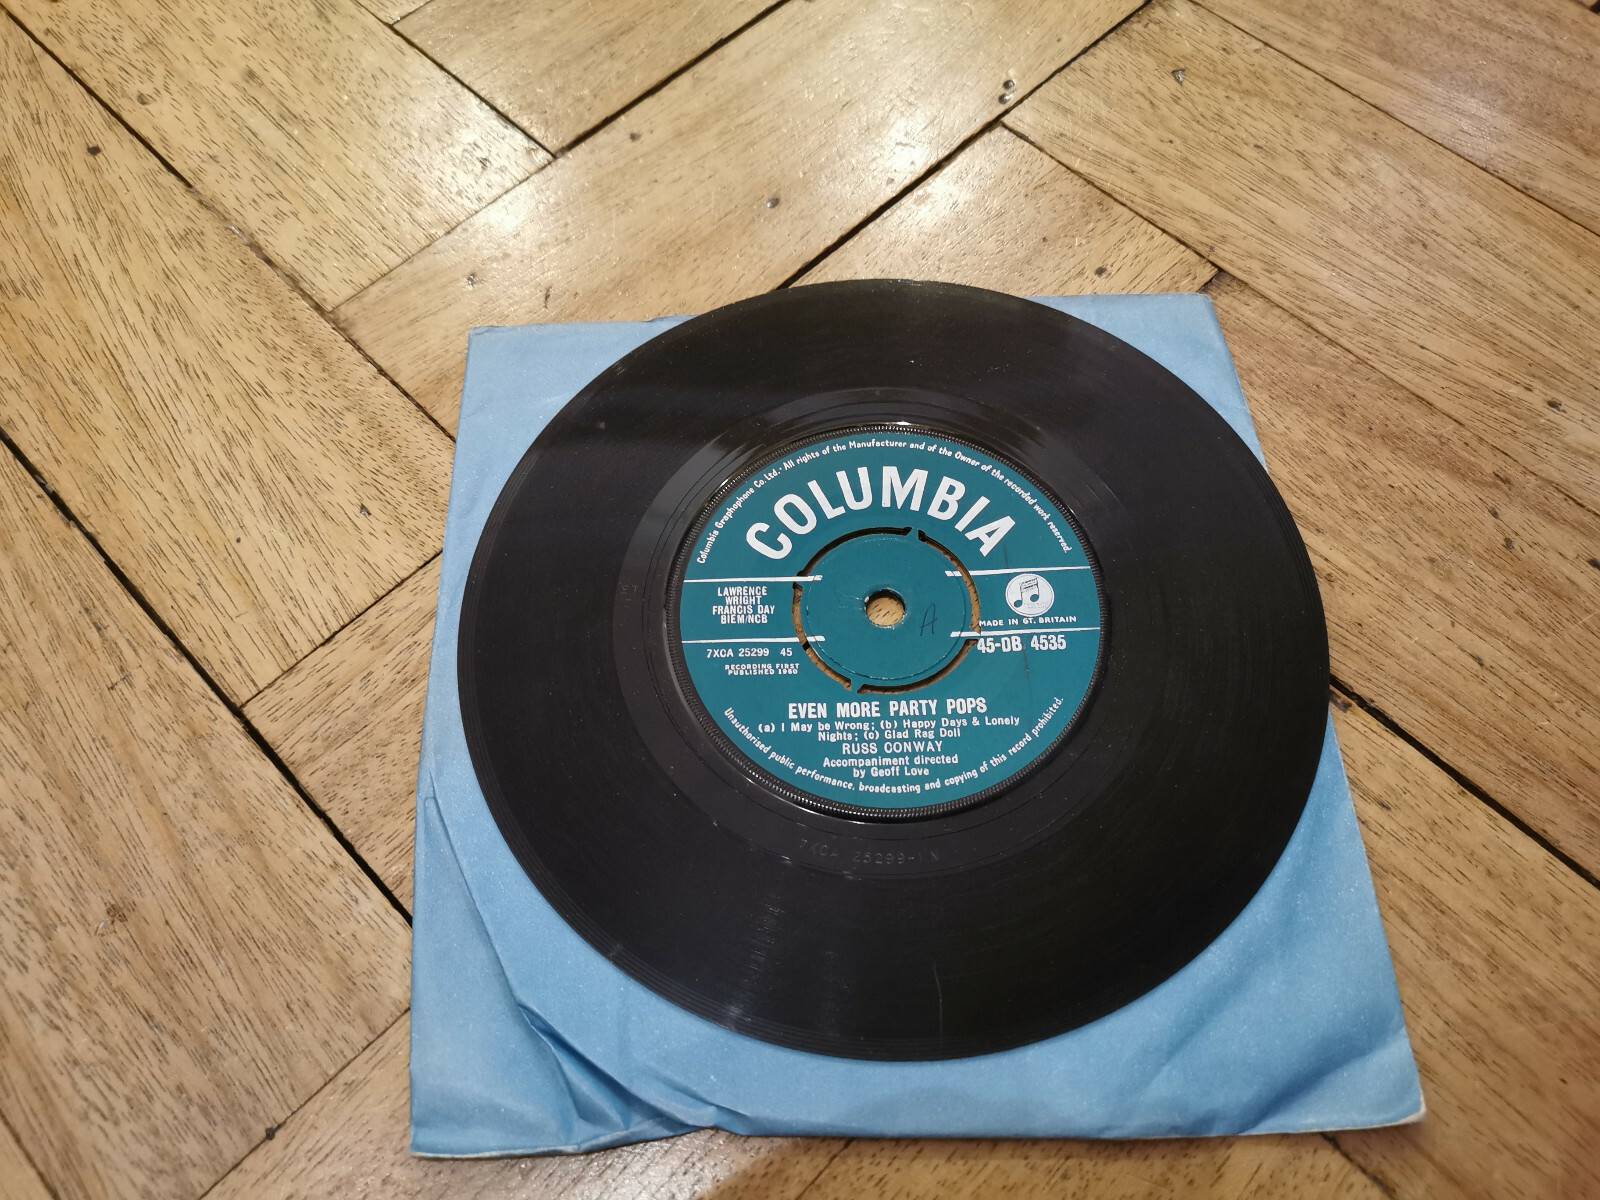 Columbia Graphophone Co. Ltd.· All rights of the Manufacturer and of the Owner of the recorded work reserved.
COLUMBIA
LAWRENCE
WRIGHT
FRANCIS DAY
BIEM/NCB
A
MADE IN GT. BRITAIN
7XCA 25299 45
45-DB 4535
RECORDING FIRST
PUBLISHED 1960
EVEN MORE PARTY POPS
(a) I May be Wrong; (b) Happy Days & Lonely
Nights; (c) Glad Rag Doll
RUSS CONWAY
Accompaniment directed
by Geoff Love
Unauthorised public performance, broadcasting and copying of this record prohibited.
7XCA 25299-1N